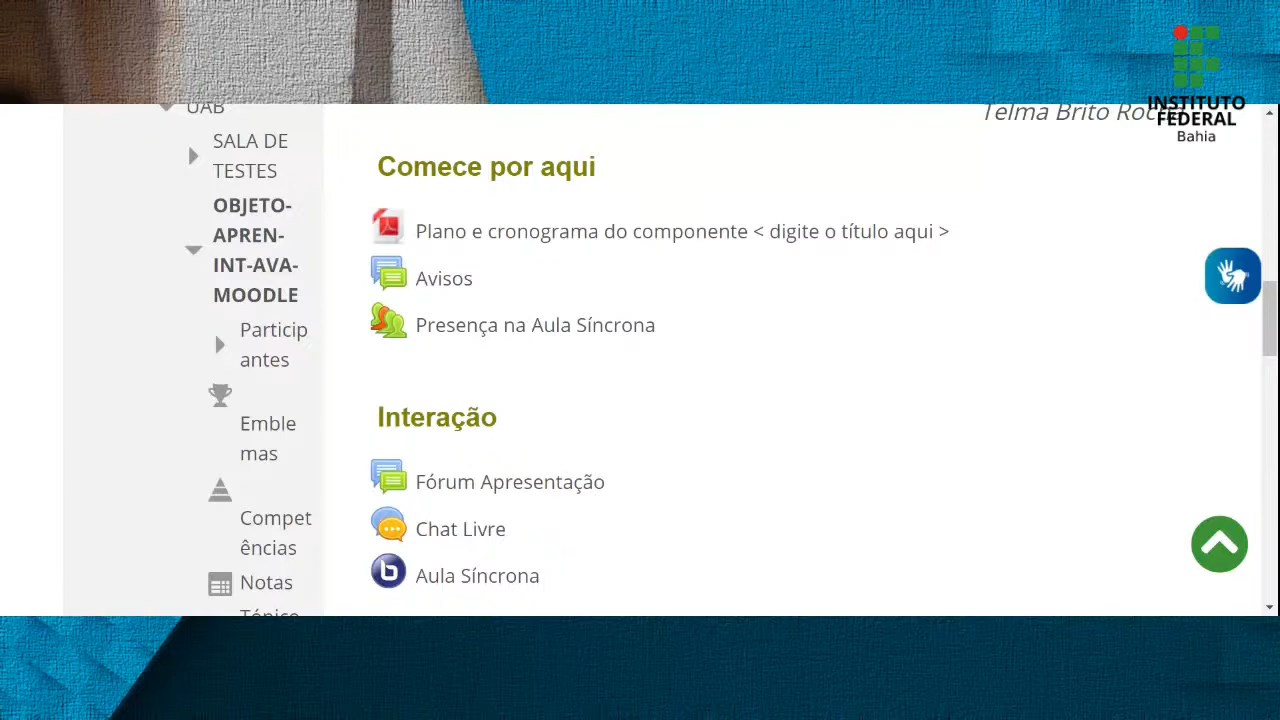 UAB
SALA DE
TESTES
OBJETO-
APREN-
INT-AVA-
MOODLE
Particip
antes
Emble
mas
Compet
ências
Notas
Tópico
Telma Brito
Comece por aqui
Plano e cronograma do componente < digite o título aqui >
Avisos
Presença na Aula Síncrona
Interação
Fórum Apresentação
Chat Livre
Aula Síncrona
INSTITUTO
FEDERAL
Bahia